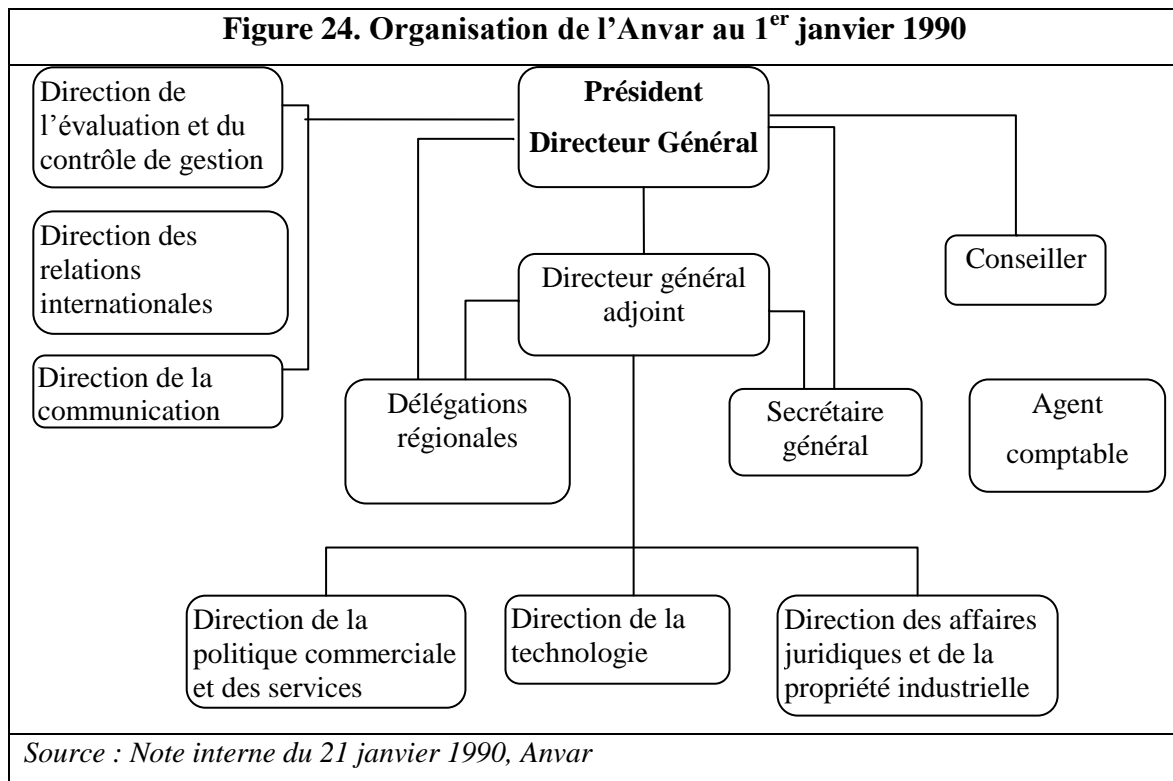 Figure 24. Organisation de l’Anvar au 1er janvier 1990
Direction de
l’évaluation et du
contrôle de gestion
Président
Directeur Général
Direction des
relations
internationales
Conseiller
Directeur général
adjoint
Direction de la
communication
Délégations
régionales
Secrétaire
général
Agent
comptable
Direction de la
politique commerciale
et des services
Direction de la
technologie
Direction des affaires
juridiques et de la
propriété industrielle
Source : Note interne du 21 janvier 1990, Anvar